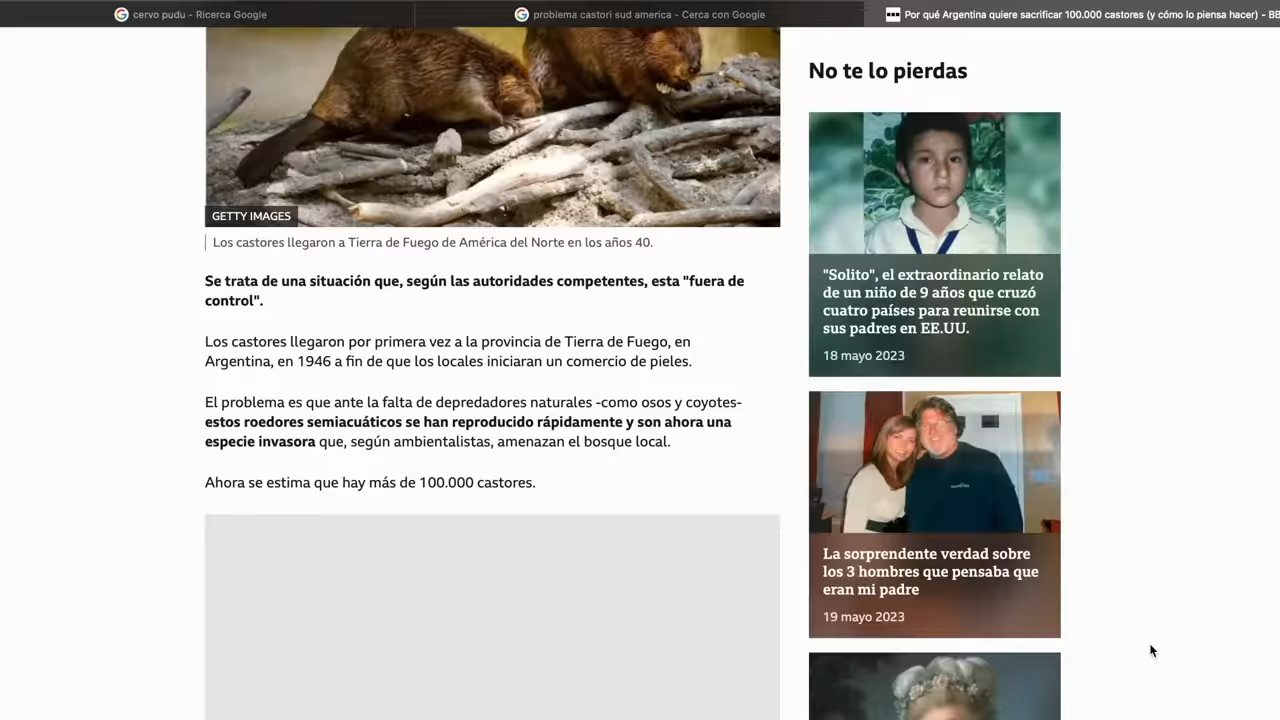 cervo pudu - Ricerca Google
problema castori sud america - Cerca con Google
Por qué Argentina quiere sacrificar 100.000 castores (y cómo lo piensa hacer) - BB
GETTY IMAGES
Los castores llegaron a Tierra de Fuego de América del Norte en los años 40.
Se trata de una situación que, según las autoridades competentes, esta "fuera de
control".
Los castores llegaron por primera vez a la provincia de Tierra de Fuego, en
Argentina, en 1946 a fin de que los locales iniciaran un comercio de pieles.
El problema es que ante la falta de depredadores naturales -como osos y coyotes-
estos roedores semiacuáticos se han reproducido rápidamente y son ahora una
especie invasora que, según ambientalistas, amenazan el bosque local.
Ahora se estima que hay más de 100.000 castores.
No te lo pierdas
"Solito", el extraordinario relato
de un niño de 9 años que cruzó
cuatro países para reunirse con
sus padres en EE.UU.
18 mayo 2023
La sorprendente verdad sobre
los 3 hombres que pensaba que
eran mi padre
19 mayo 2023